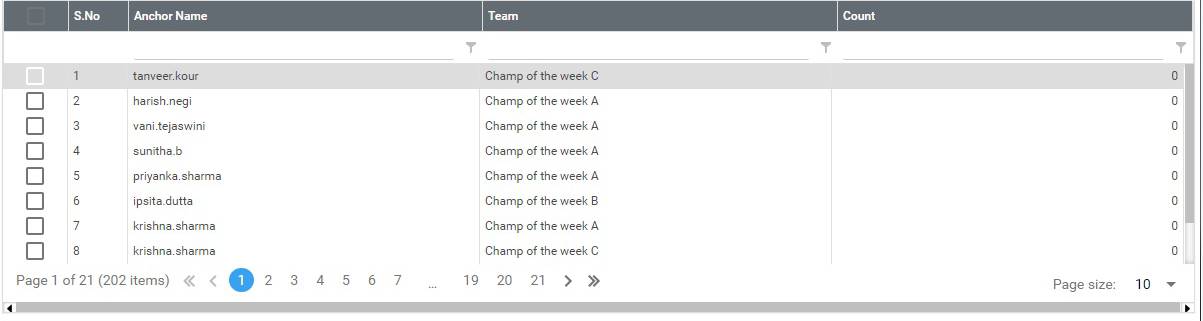 S.No Anchor Name Team Count
1 tanveer.kour Champ of the week C 0
2 harish.negi Champ of the week A 0
3 vani.tejaswini Champ of the week A 0
4 sunitha.b Champ of the week A 0
5 priyanka.sharma Champ of the week A 0
6 ipsita.dutta Champ of the week B 0
7 krishna.sharma Champ of the week A 0
8 krishna.sharma Champ of the week C 0
Page 1 of 21 (202 items) 1 2 3 4 5 6 7 ... 19 20 21 Page size: 10